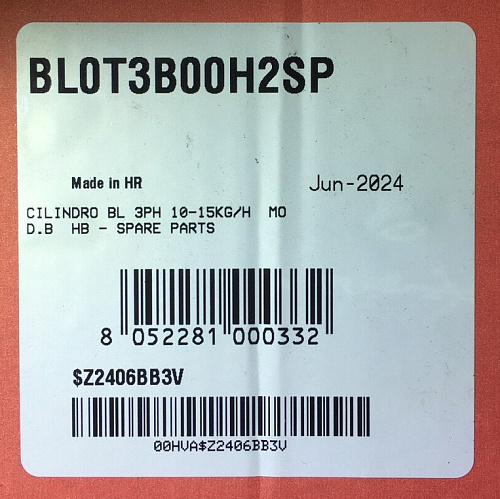 BL0T3B00H2SP
Made in HR
Jun-2024
CILINDRO BL 3PH 10-15KG/H  MO
D.B  HB - SPARE PARTS
8 052281 000332
$Z2406BB3V
00HVA$Z2406BB3V